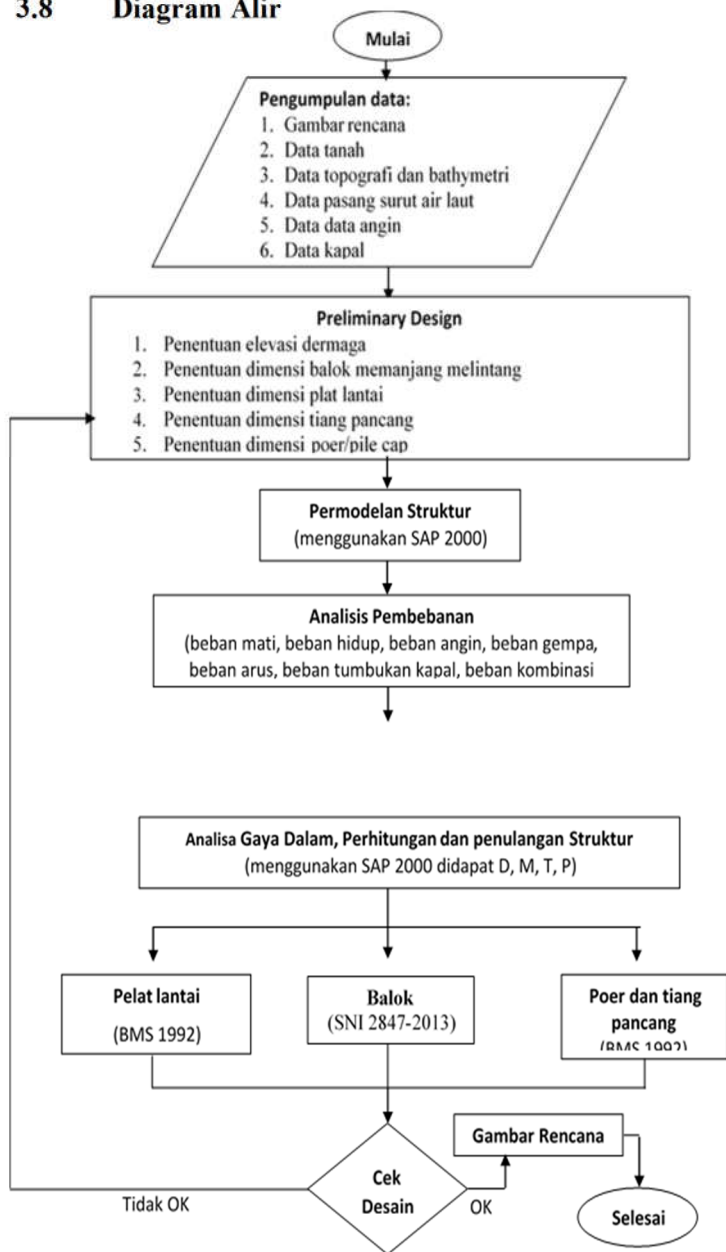 3.8 Diagram Alir
Mulai
Pengumpulan data:
1. Gambar rencana
2. Data tanah
3. Data topografi dan bathymetri
4. Data pasang surut air laut
5. Data data angin
6. Data kapal
Preliminary Design
1. Penentuan elevasi dermaga
2. Penentuan dimensi balok memanjang melintang
3. Penentuan dimensi plat lantai
4. Penentuan dimensi tiang pancang
5. Penentuan dimensi poer/pile cap
Permodelan Struktur
(menggunakan SAP 2000)
Analisis Pembebanan
(beban mati, beban hidup, beban angin, beban gempa,
beban arus, beban tumbukan kapal, beban kombinasi
Analisa Gaya Dalam, Perhitungan dan penulangan Struktur
(menggunakan SAP 2000 didapat D, M, T, P)
Pelat lantai
(BMS 1992)
Balok
(SNI 2847-2013)
Poer dan tiang
pancang
(BMS 1992)
Gambar Rencana
Cek
Desain
Tidak OK
OK
Selesai